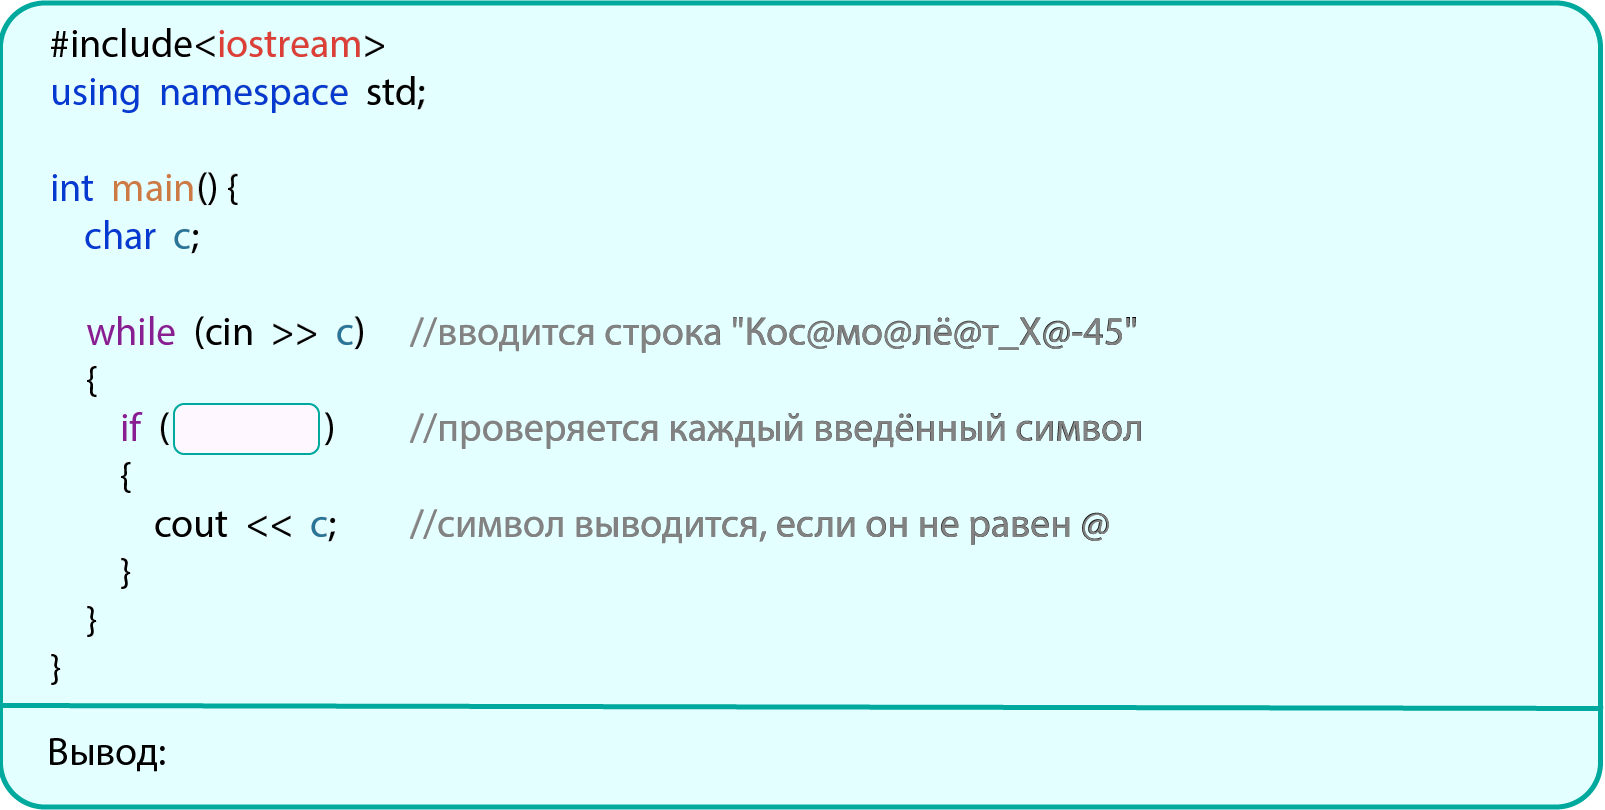 #include<iostream>
using namespace std;
int main() {
char c;
while (cin >> c) //вводится строка "Кос@мо@лё@т_Х@-45"
{
if ( ) //проверяется каждый введённый символ
{
cout << c; //символ выводится, если он не равен @
}
}
}
Вывод: